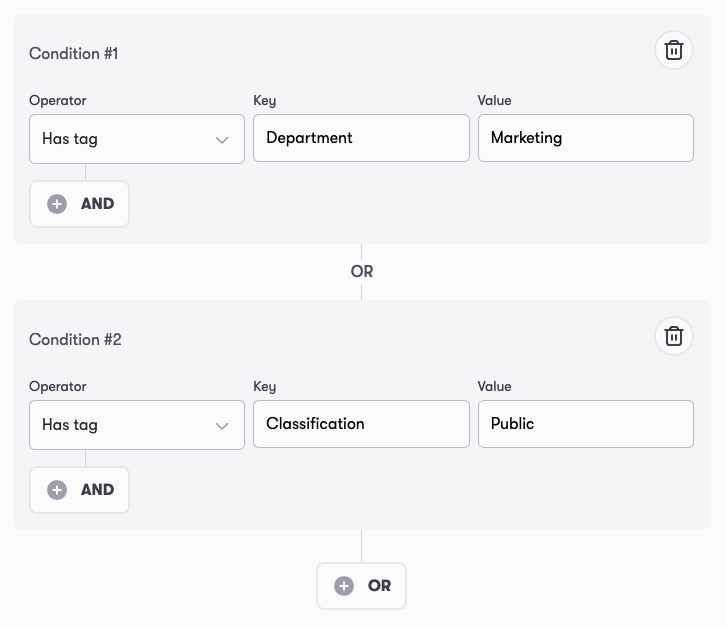 Condition #1
Operator Key Value
Has tag Department Marketing
AND
OR
Condition #2
Operator Key Value
Has tag Classification Public
AND
OR